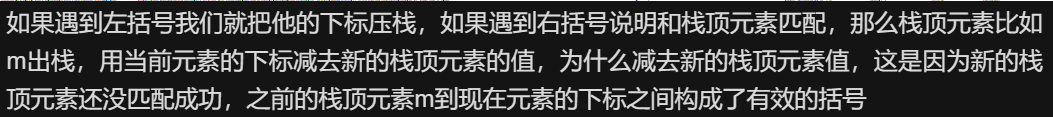 如果遇到左括号我们就把他的下标压栈，如果遇到右括号说明和栈顶元素匹配，那么栈顶元素比如
m出栈，用当前元素的下标减去新的栈顶元素的值，为什么减去新的栈顶元素值，这是因为新的栈
顶元素还没匹配成功，之前的栈顶元素m到现在元素的下标之间构成了有效的括号